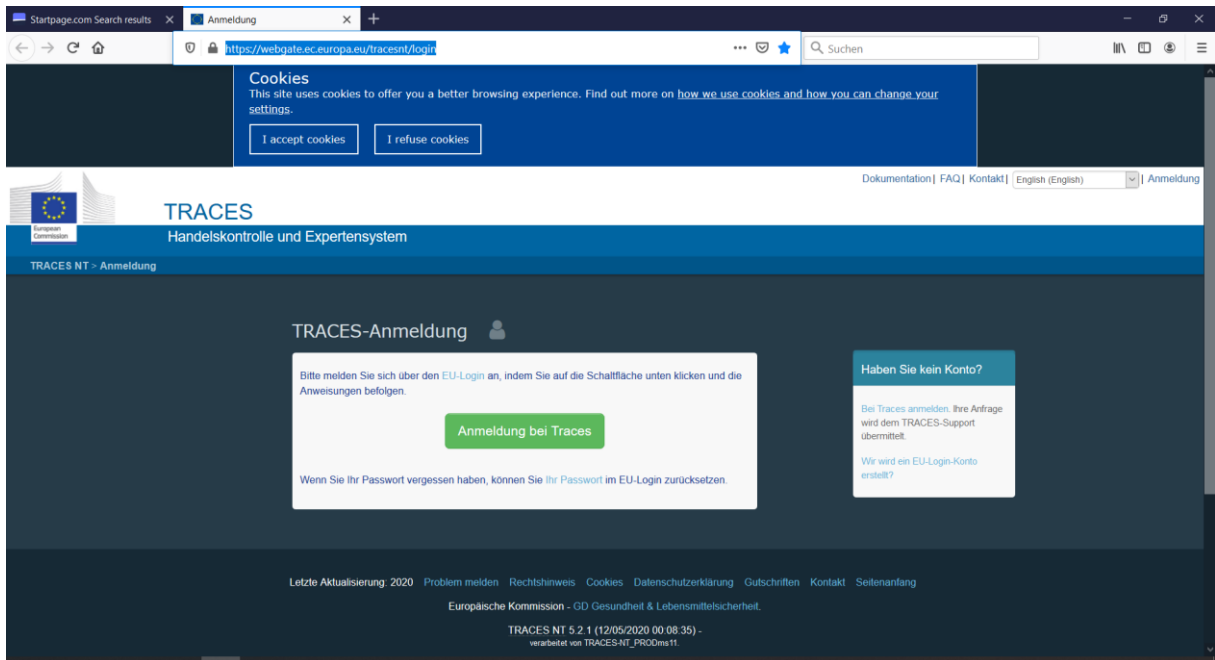 Startpage.com Search results
Anmeldung
https://webgate.ec.europa.eu/tracesnt/login
Suchen
Cookies
This site uses cookies to offer you a better browsing experience. Find out more on how we use cookies and how you can change your
settings.
I accept cookies
I refuse cookies
Dokumentation| FAQ| Kontakt| English (English) | Anmeldung
European
Commission
TRACES
Handelskontrolle und Expertensystem
TRACES NT > Anmeldung
TRACES-Anmeldung
Bitte melden Sie sich über den EU-Login an, indem Sie auf die Schaltfläche unten klicken und die
Anweisungen befolgen.
Anmeldung bei Traces
Wenn Sie Ihr Passwort vergessen haben, können Sie Ihr Passwort im EU-Login zurücksetzen.
Haben Sie kein Konto?
Bei Traces anmelden. Ihre Anfrage
wird dem TRACES-Support
übermittelt.
Wir wird ein EU-Login-Konto
erstellt?
Letzte Aktualisierung: 2020 Problem melden Rechtshinweis Cookies Datenschutzerklärung Gutschriften Kontakt Seitenanfang
Europäische Kommission - GD Gesundheit & Lebensmittelsicherheit.
TRACES NT 5.2.1 (12/05/2020 00:08:35) -
verarbeitet von TRACES-NT_PRODms11.